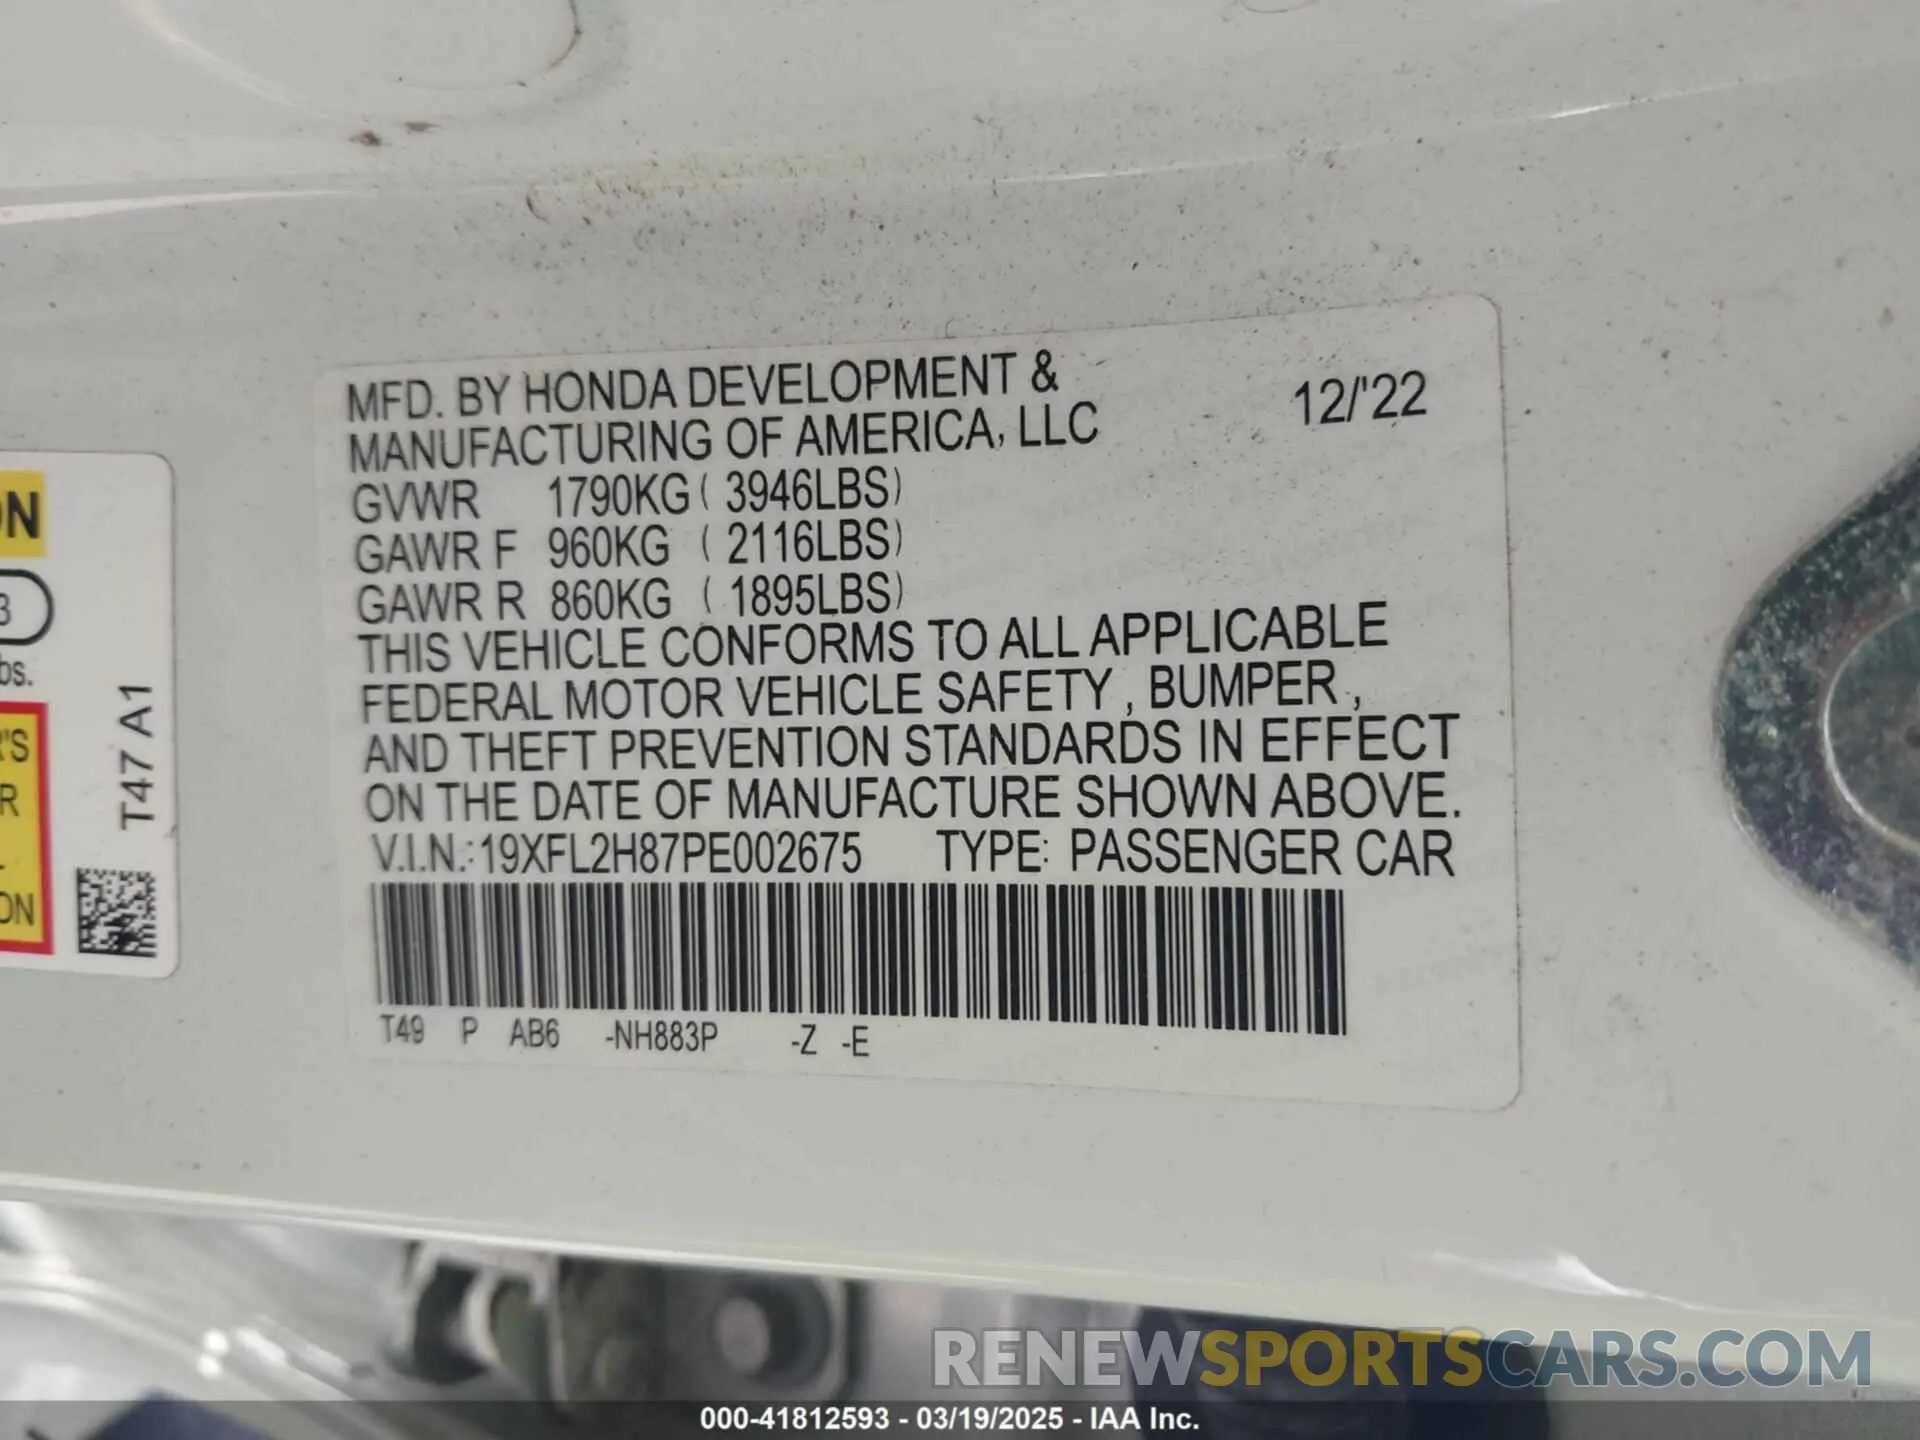 MFD. BY HONDA DEVELOPMENT &
MANUFACTURING OF AMERICA, LLC 12/'22
GVWR 1790KG ( 3946LBS)
GAWR F 960KG ( 2116LBS)
GAWR R 860KG ( 1895LBS)
THIS VEHICLE CONFORMS TO ALL APPLICABLE
FEDERAL MOTOR VEHICLE SAFETY , BUMPER ,
AND THEFT PREVENTION STANDARDS IN EFFECT
ON THE DATE OF MANUFACTURE SHOWN ABOVE.
V.I.N.:19XFL2H87PE002675 TYPE: PASSENGER CAR
T49 P AB6 -NH883P -Z -E
T47 A1
RENEWSPORTSCARS.COM
000-41812593 - 03/19/2025 - IAA Inc.